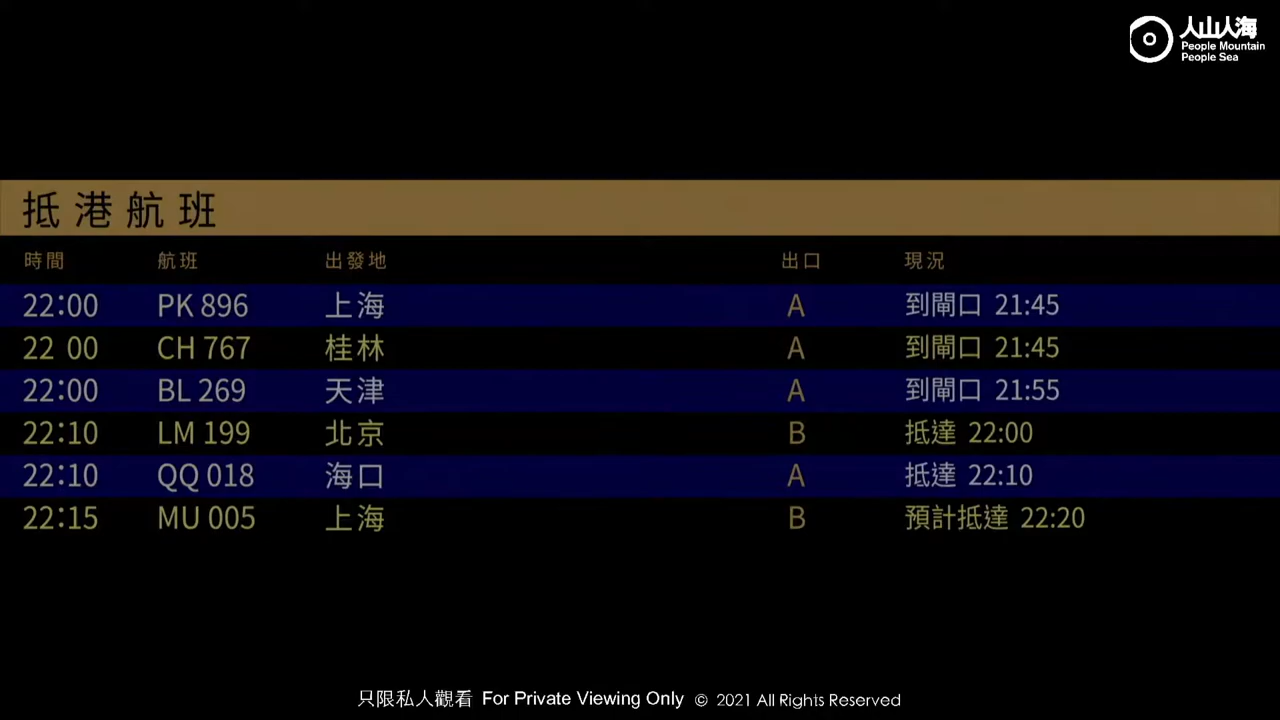 人山人海
People Mountain
People Sea
抵港航班
時間 航班 出發地 出口 現況
22:00 PK 896 上海 A 到閘口 21:45
22 00 CH 767 桂林 A 到閘口 21:45
22:00 BL 269 天津 A 到閘口 21:55
22:10 LM 199 北京 B 抵達 22:00
22:10 QQ 018 海口 A 抵達 22:10
22:15 MU 005 上海 B 預計抵達 22:20
只限私人觀看 For Private Viewing Only © 2021 All Rights Reserved